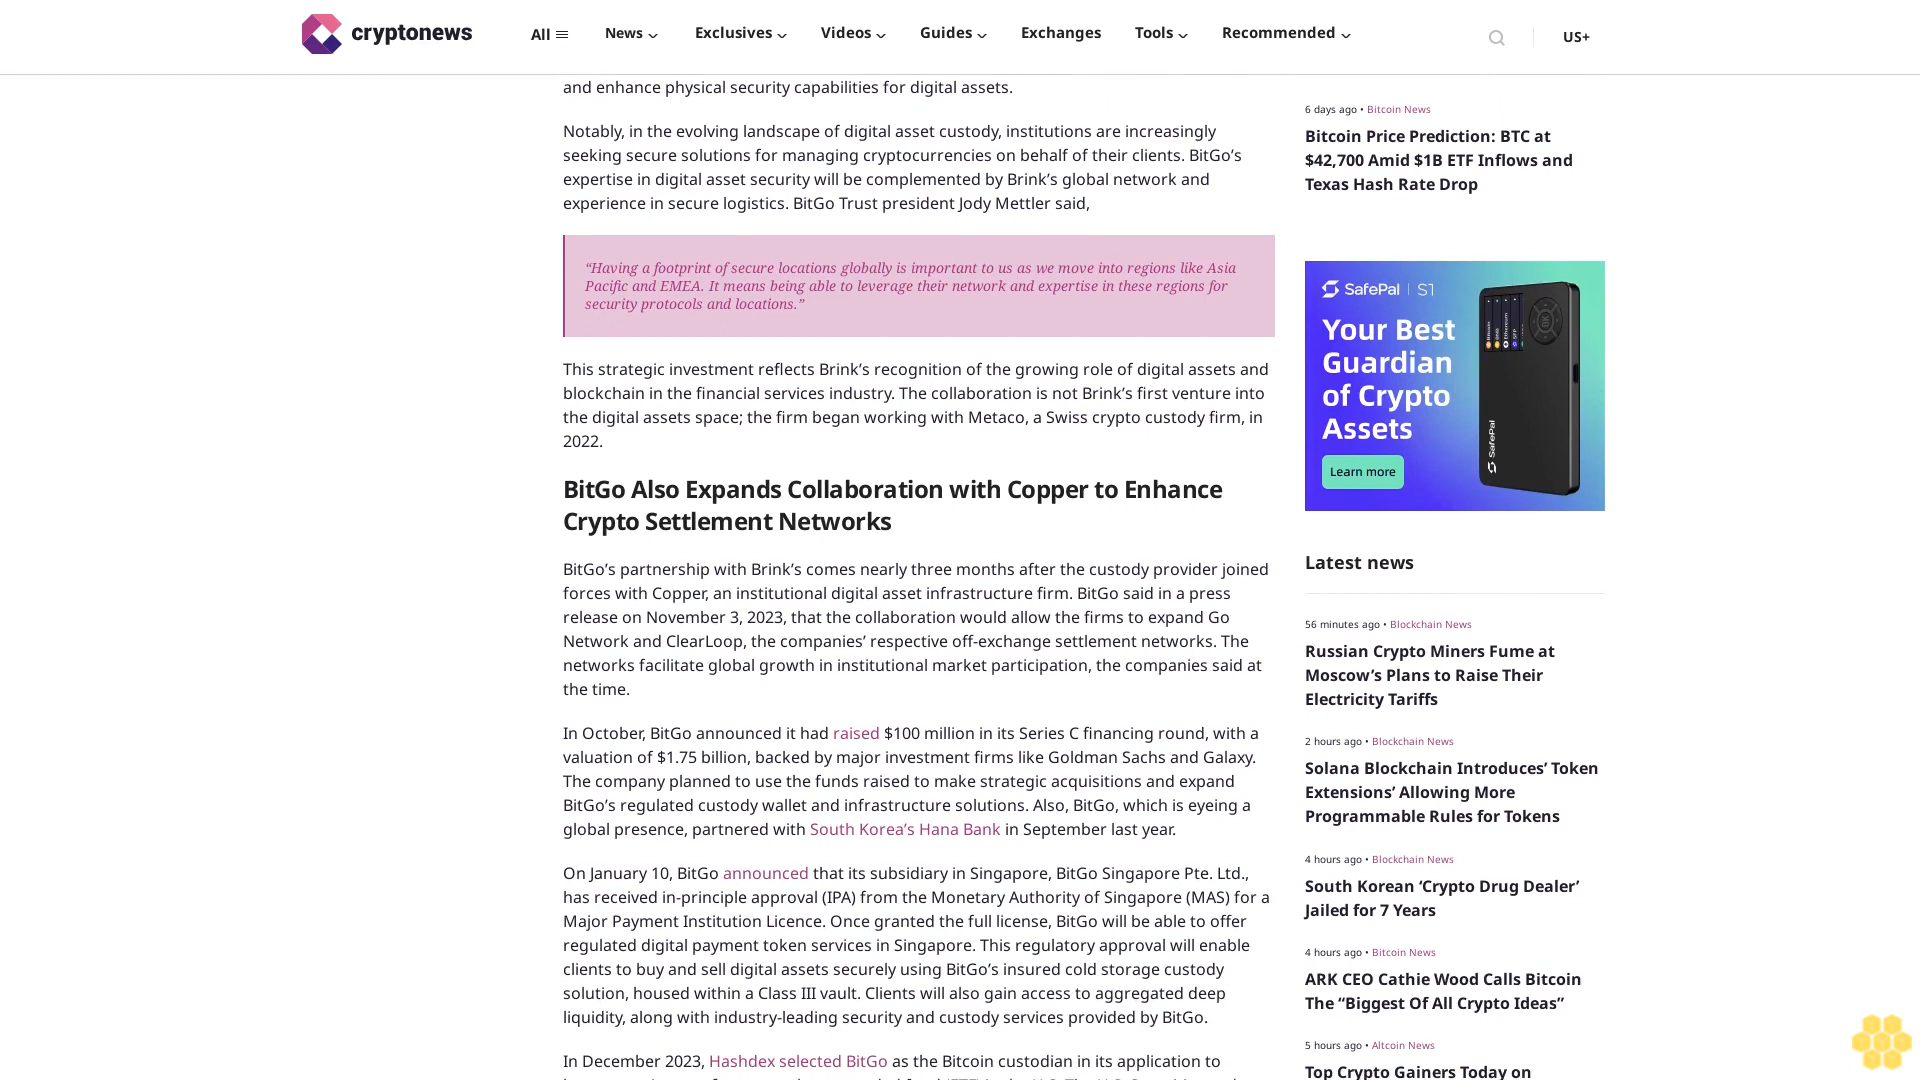 cryptonews
All
News
Exclusives
Videos
Guides
Exchanges
Tools
Recommended
US+
and enhance physical security capabilities for digital assets.
Notably, in the evolving landscape of digital asset custody, institutions are increasingly
seeking secure solutions for managing cryptocurrencies on behalf of their clients. BitGo’s
expertise in digital asset security will be complemented by Brink’s global network and
experience in secure logistics. BitGo Trust president Jody Mettler said,
“Having a footprint of secure locations globally is important to us as we move into regions like Asia
Pacific and EMEA. It means being able to leverage their network and expertise in these regions for
security protocols and locations.”
This strategic investment reflects Brink’s recognition of the growing role of digital assets and
blockchain in the financial services industry. The collaboration is not Brink’s first venture into
the digital assets space; the firm began working with Metaco, a Swiss crypto custody firm, in
2022.
BitGo Also Expands Collaboration with Copper to Enhance
Crypto Settlement Networks
BitGo’s partnership with Brink’s comes nearly three months after the custody provider joined
forces with Copper, an institutional digital asset infrastructure firm. BitGo said in a press
release on November 3, 2023, that the collaboration would allow the firms to expand Go
Network and ClearLoop, the companies’ respective off-exchange settlement networks. The
networks facilitate global growth in institutional market participation, the companies said at
the time.
In October, BitGo announced it had raised $100 million in its Series C financing round, with a
valuation of $1.75 billion, backed by major investment firms like Goldman Sachs and Galaxy.
The company planned to use the funds raised to make strategic acquisitions and expand
BitGo’s regulated custody wallet and infrastructure solutions. Also, BitGo, which is eyeing a
global presence, partnered with South Korea’s Hana Bank in September last year.
On January 10, BitGo announced that its subsidiary in Singapore, BitGo Singapore Pte. Ltd.,
has received in-principle approval (IPA) from the Monetary Authority of Singapore (MAS) for a
Major Payment Institution Licence. Once granted the full license, BitGo will be able to offer
regulated digital payment token services in Singapore. This regulatory approval will enable
clients to buy and sell digital assets securely using BitGo’s insured cold storage custody
solution, housed within a Class III vault. Clients will also gain access to aggregated deep
liquidity, along with industry-leading security and custody services provided by BitGo.
In December 2023, Hashdex selected BitGo as the Bitcoin custodian in its application to
6 days ago • Bitcoin News
Bitcoin Price Prediction: BTC at
$42,700 Amid $1B ETF Inflows and
Texas Hash Rate Drop
SafePal | S1
Your Best
Guardian
of Crypto
Assets
Learn more
SafePal
Latest news
56 minutes ago • Blockchain News
Russian Crypto Miners Fume at
Moscow’s Plans to Raise Their
Electricity Tariffs
2 hours ago • Blockchain News
Solana Blockchain Introduces’ Token
Extensions’ Allowing More
Programmable Rules for Tokens
4 hours ago • Blockchain News
South Korean ‘Crypto Drug Dealer’
Jailed for 7 Years
4 hours ago • Bitcoin News
ARK CEO Cathie Wood Calls Bitcoin
The “Biggest Of All Crypto Ideas”
5 hours ago • Altcoin News
Top Crypto Gainers Today on